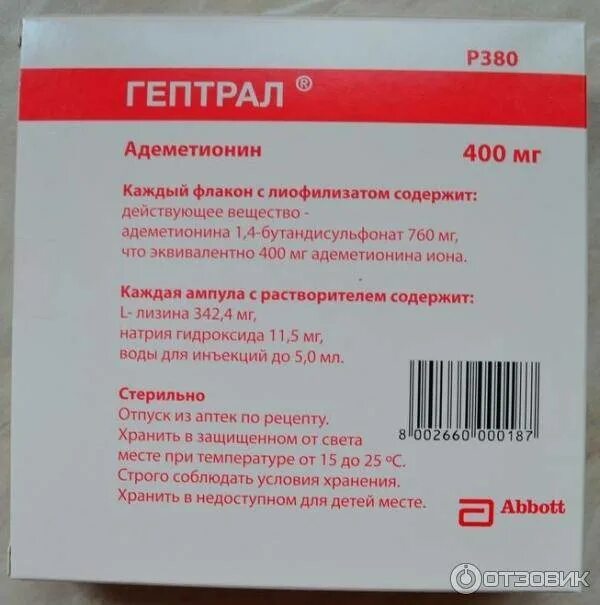 P380
ГЕПТРАЛ ®
Адеметионин 400 мг
Каждый флакон с лиофилизатом содержит:
действующее вещество -
адеметионина 1,4-бутандисульфонат 760 мг,
что эквивалентно 400 мг адеметионина иона.
Каждая ампула с растворителем содержит:
L- лизина 342,4 мг,
натрия гидроксида 11,5 мг,
воды для инъекций до 5,0 мл.
Стерильно
Отпуск из аптек по рецепту.
Хранить в защищенном от света
месте при температуре от 15 до 25 ºС.
Строго соблюдать условия хранения.
Хранить в недоступном для детей месте.
8 002660 000187
Abbott
ОТЗОВИК